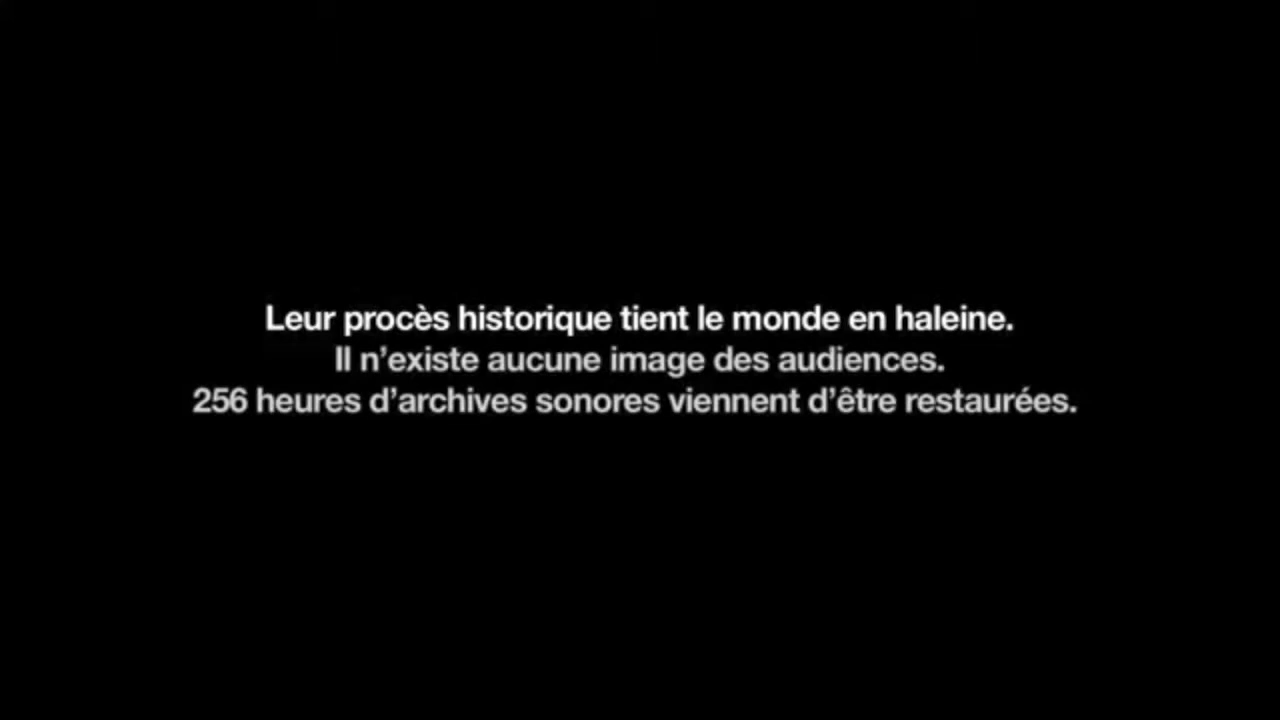 Leur procès historique tient le monde en haleine.
Il n’existe aucune image des audiences.
256 heures d’archives sonores viennent d’être restaurées.